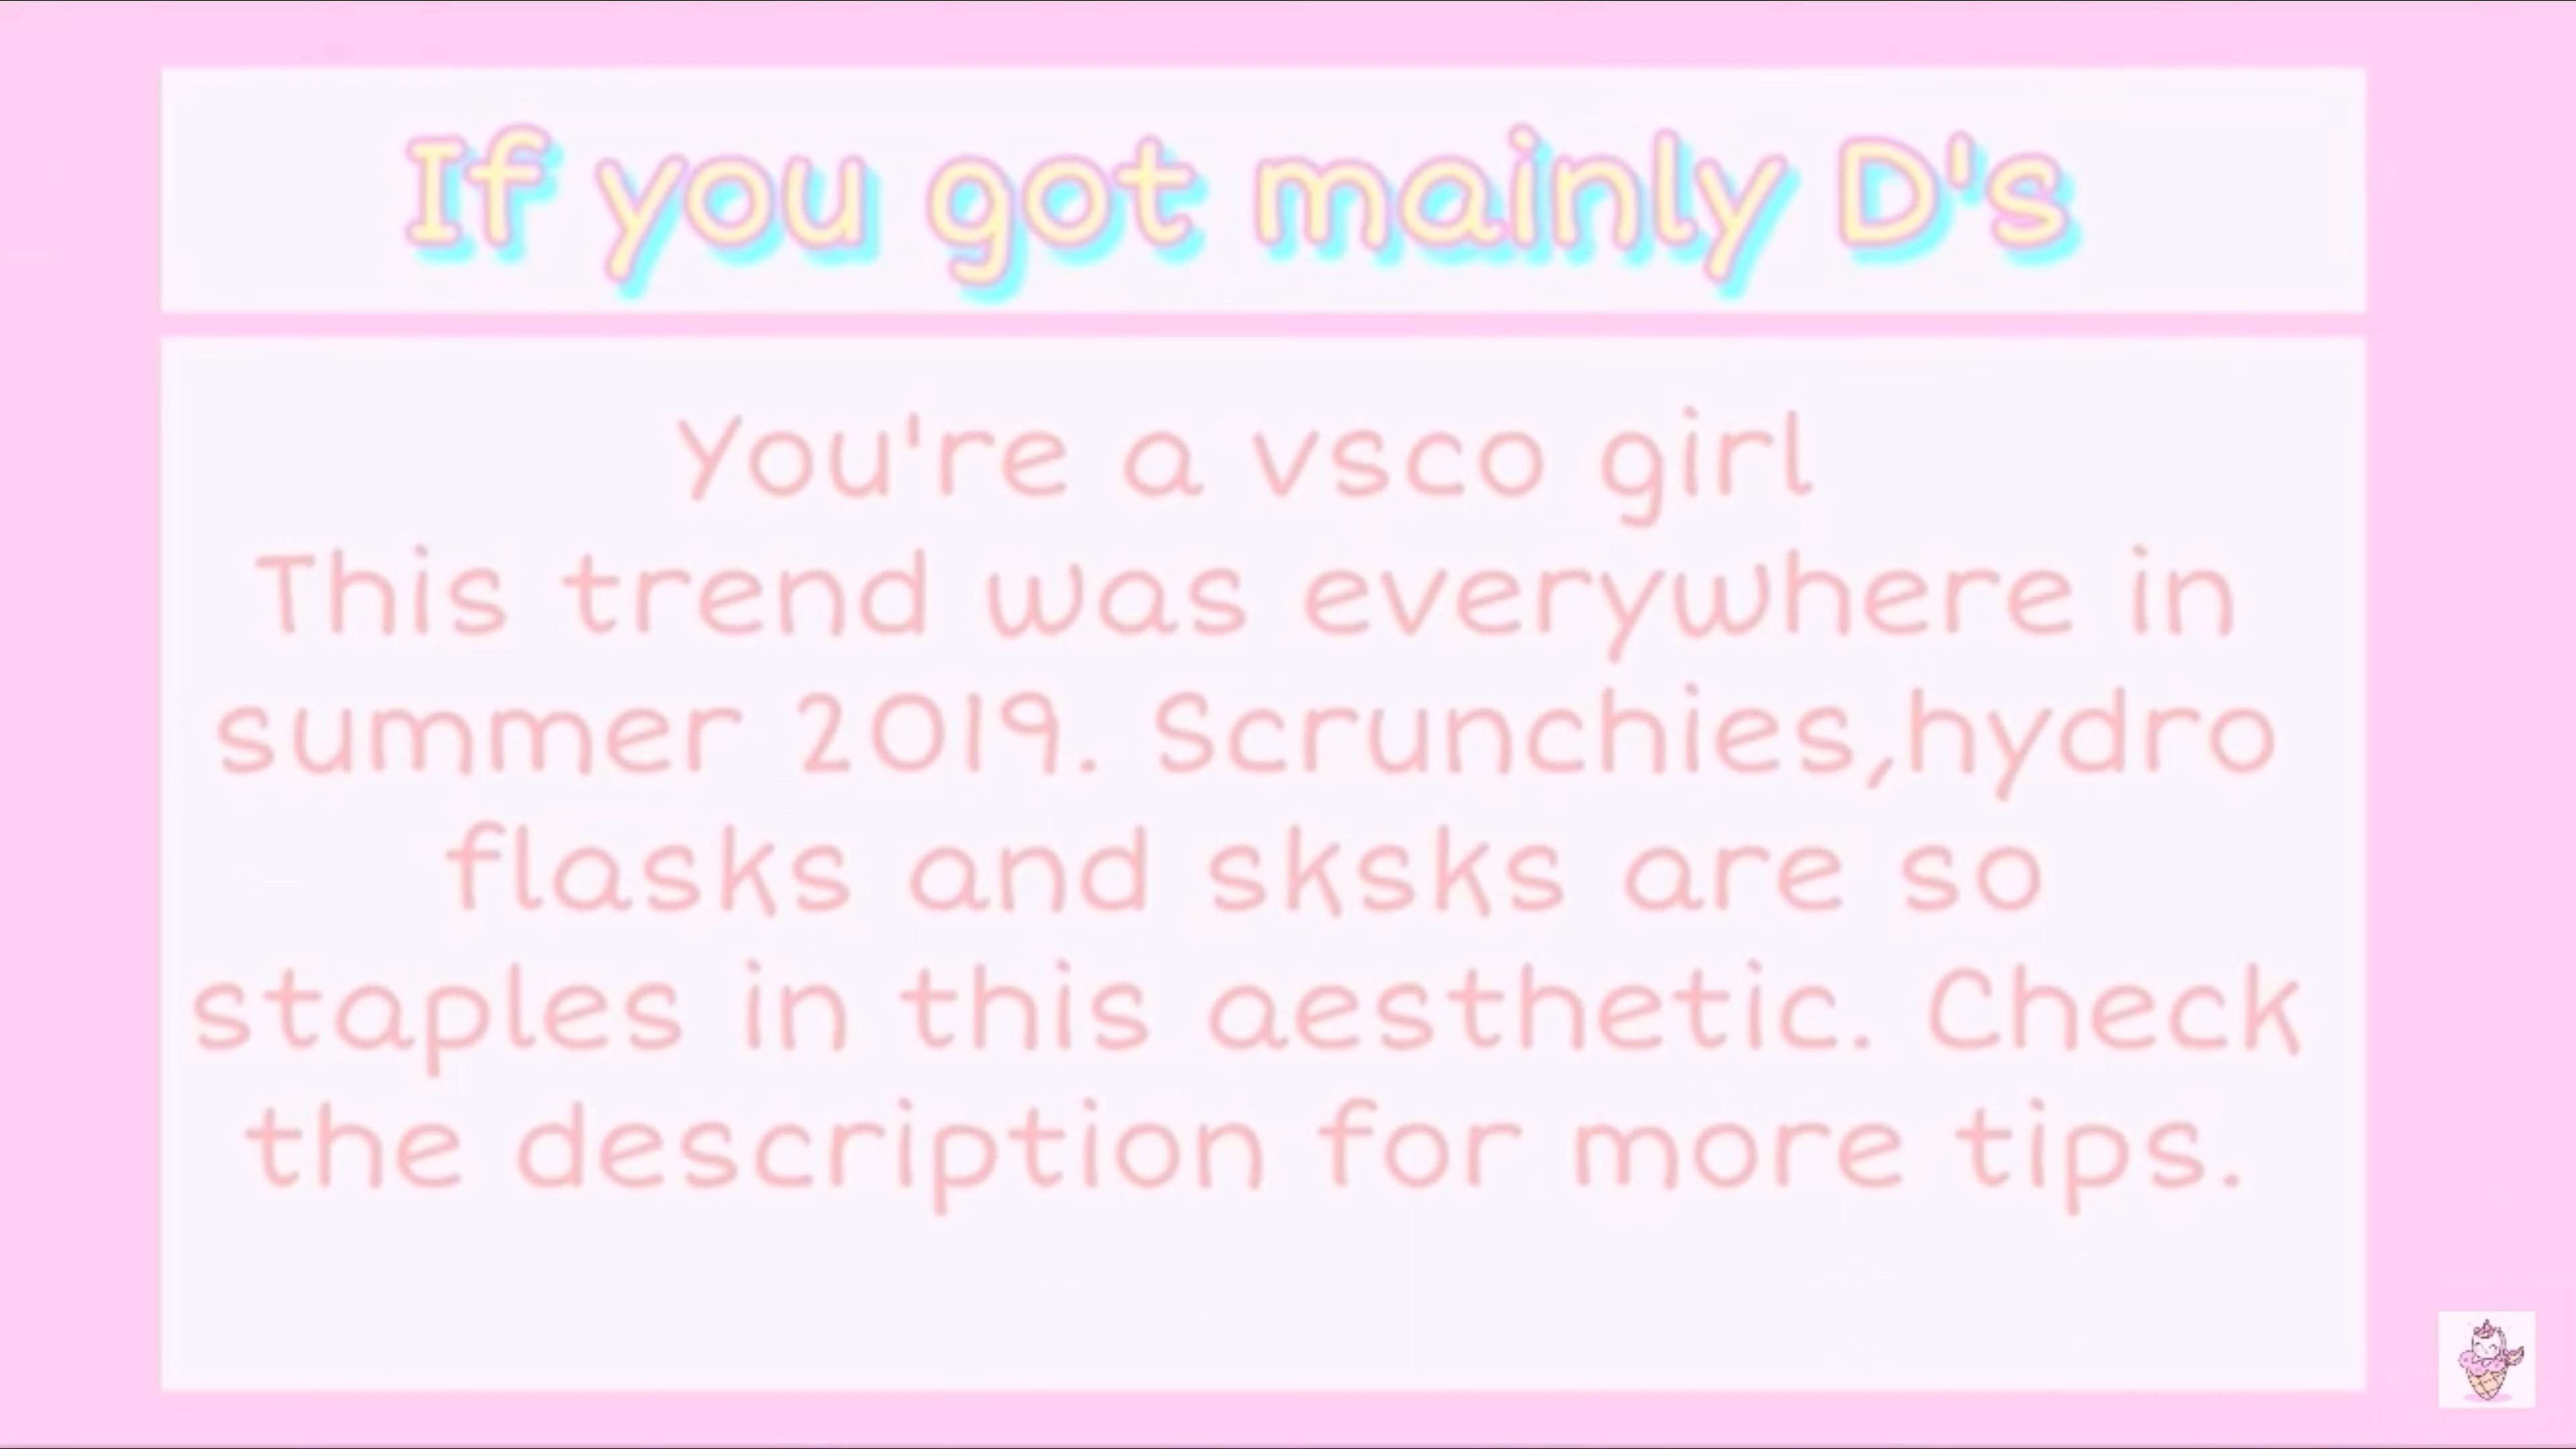 If you got mainly D's
You're a vsco girl
This trend was everywhere in
summer 2019. Scrunchies,hydro
flasks and sksks are so
staples in this aesthetic. Check
the description for more tips.